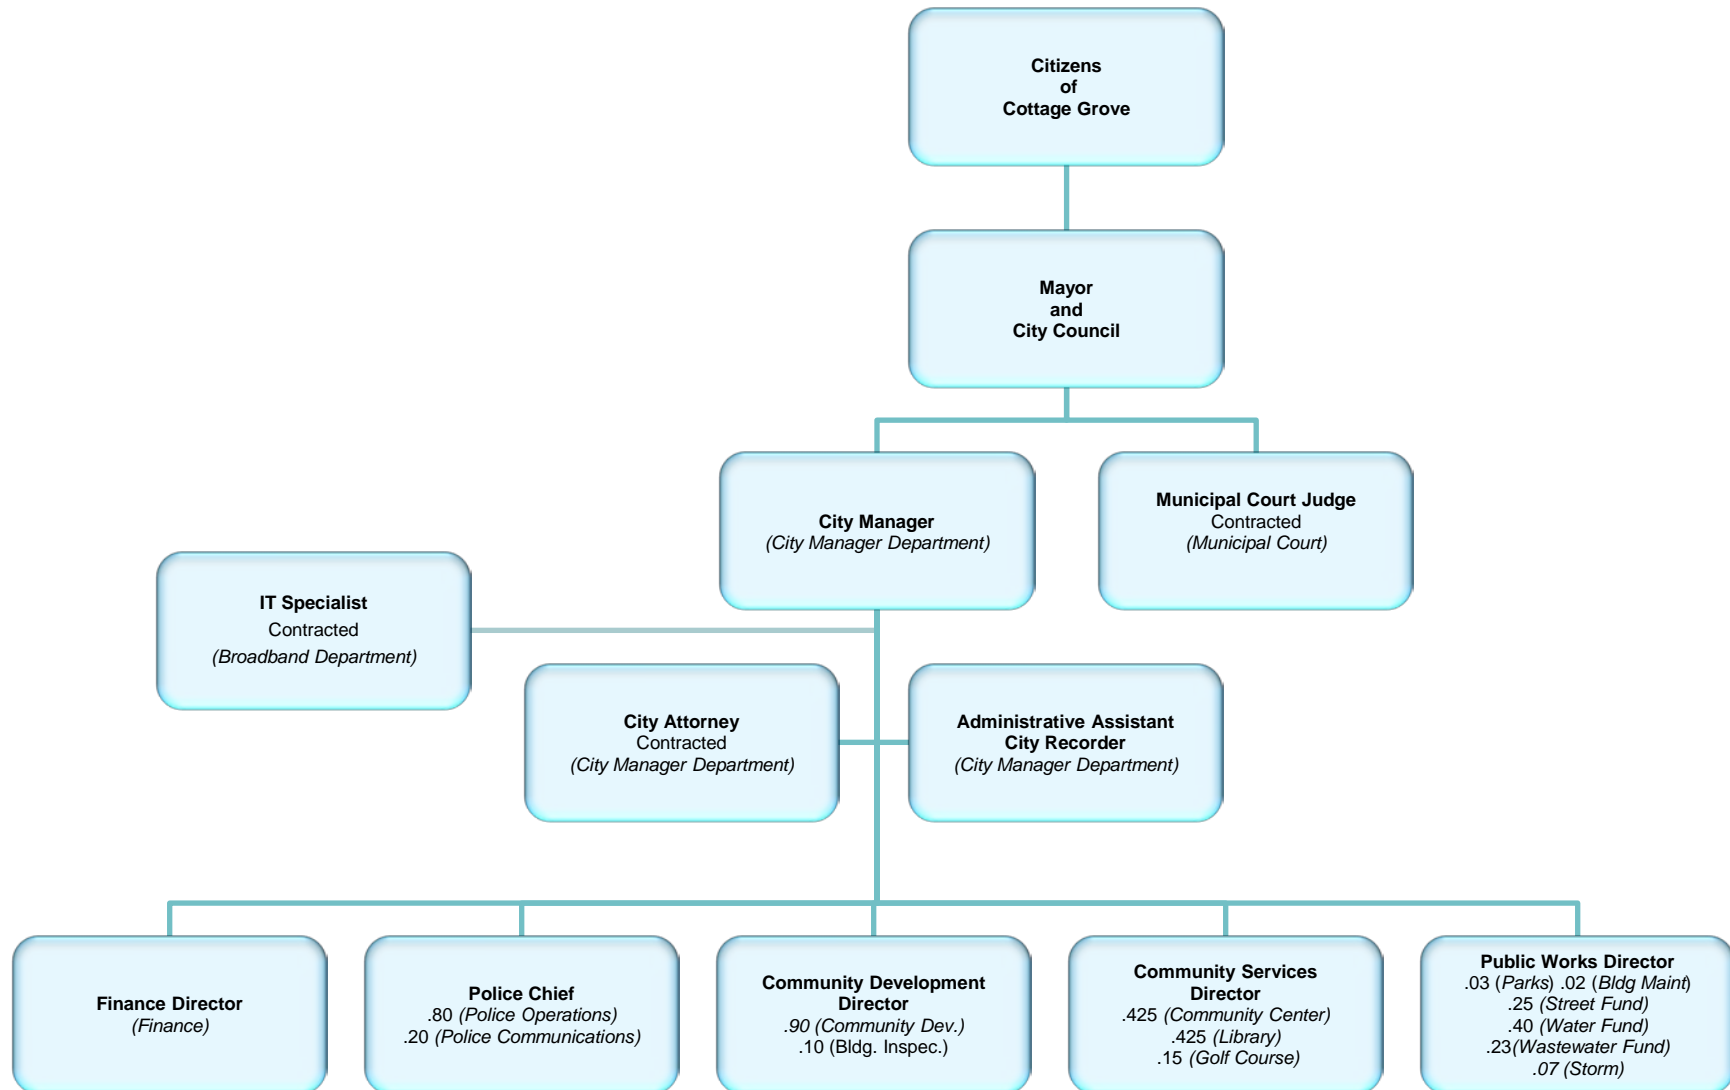 Citizens
of
Cottage Grove
Mayor
and
City Council
City Manager
(City Manager Department)
Municipal Court Judge
Contracted
(Municipal Court)
IT Specialist
Contracted
(Broadband Department)
City Attorney
Contracted
(City Manager Department)
Administrative Assistant
City Recorder
(City Manager Department)
Finance Director
(Finance)
Police Chief
.80 (Police Operations)
.20 (Police Communications)
Community Development
Director
.90 (Community Dev.)
.10 (Bldg. Inspec.)
Community Services
Director
.425 (Community Center)
.425 (Library)
.15 (Golf Course)
Public Works Director
.03 (Parks) .02 (Bldg Maint)
.25 (Street Fund)
.40 (Water Fund)
.23(Wastewater Fund)
.07 (Storm)